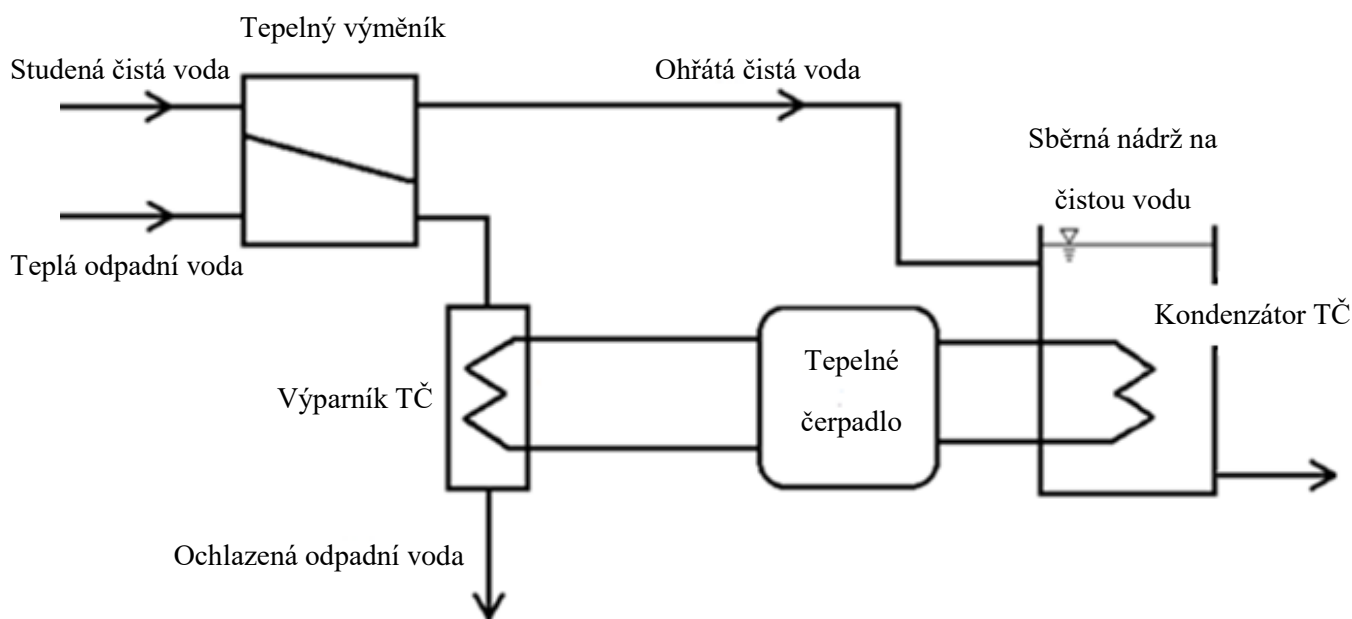 Tepelný výměník
Studená čistá voda
Ohřátá čistá voda
Sběrná nádrž na
čistou vodu
Teplá odpadní voda
Kondenzátor TČ
Tepelné
čerpadlo
Výparník TČ
Ochlazená odpadní voda